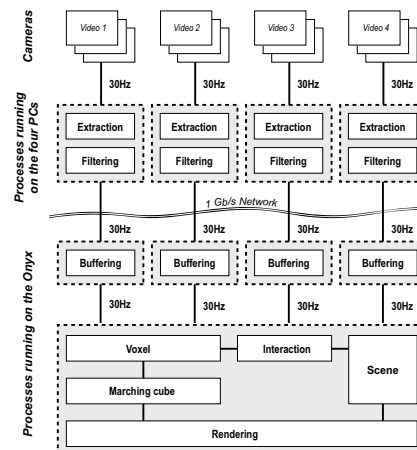 Cameras
Video 1
Video 2
Video 3
Video 4
30Hz
30Hz
30Hz
30Hz
Processes running
on the four PCs
Extraction
Extraction
Extraction
Extraction
Filtering
Filtering
Filtering
Filtering
1 Gb/s Network
30Hz
30Hz
30Hz
30Hz
Processes running on the Onyx
Buffering
Buffering
Buffering
Buffering
30Hz
30Hz
30Hz
30Hz
Voxel
Interaction
Scene
Marching cube
Rendering